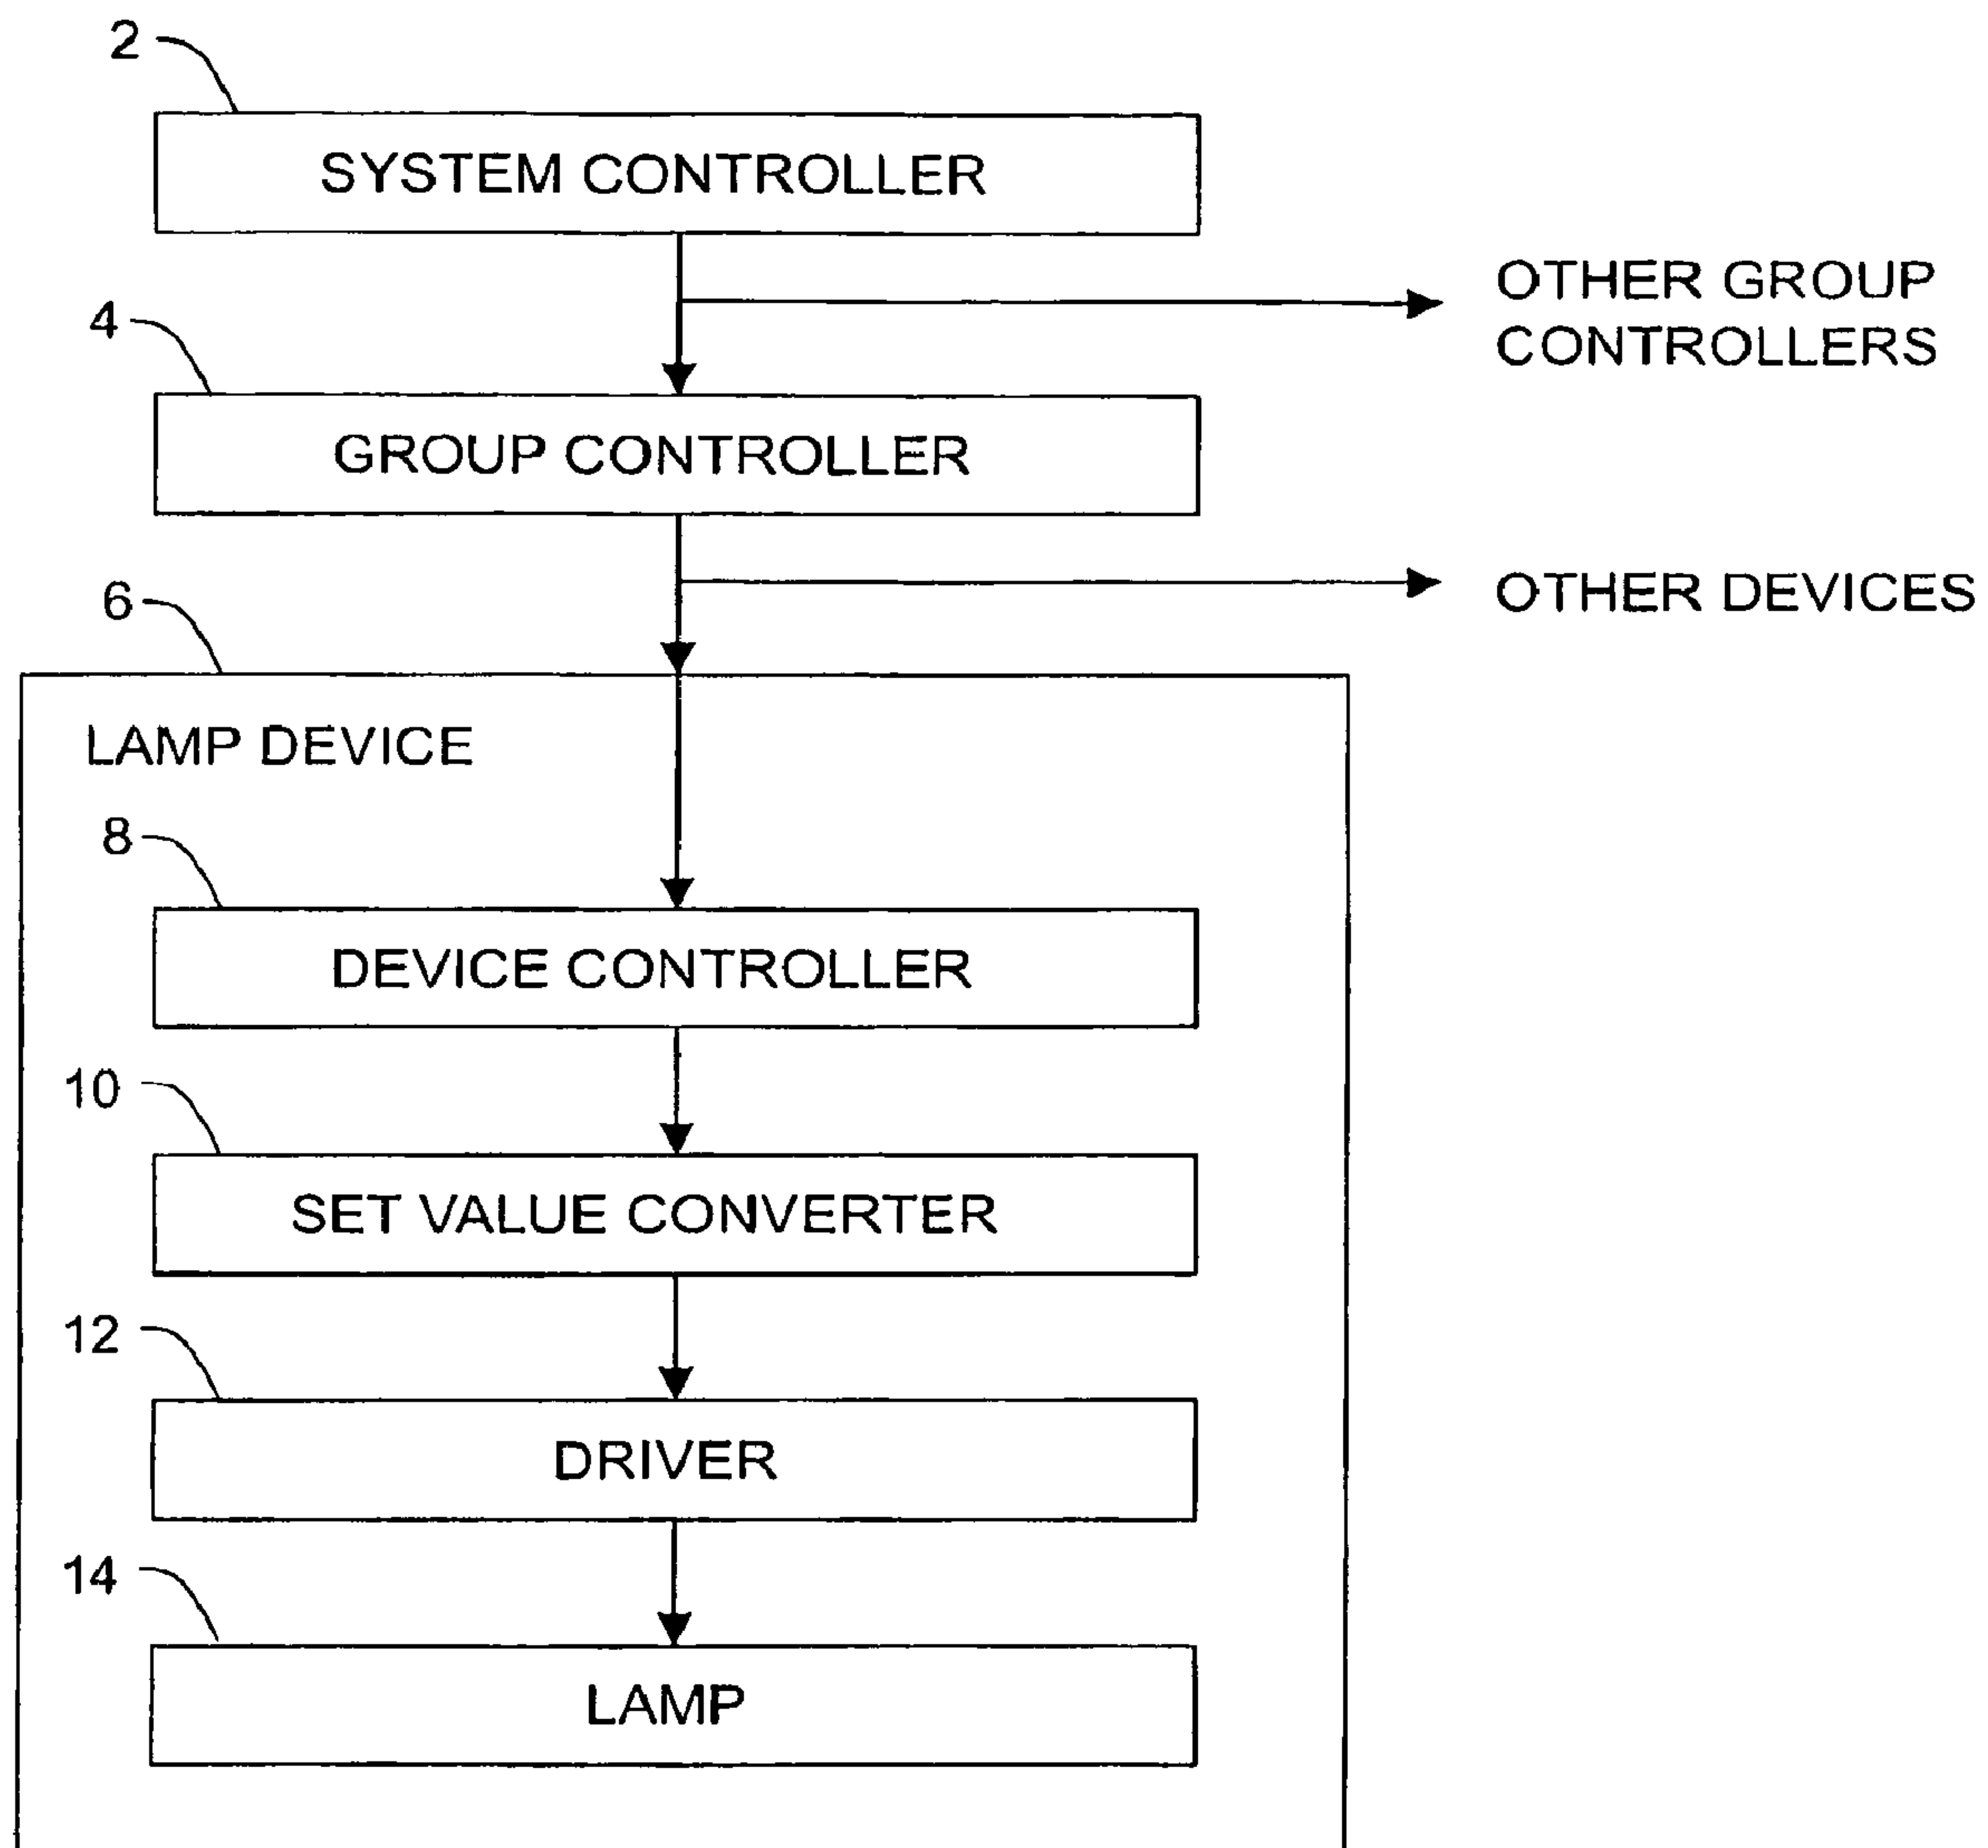 2
SYSTEM CONTROLLER
OTHER GROUP
CONTROLLERS
4
GROUP CONTROLLER
OTHER DEVICES
6
LAMP DEVICE
8
DEVICE CONTROLLER
10
SET VALUE CONVERTER
12
DRIVER
14
LAMP